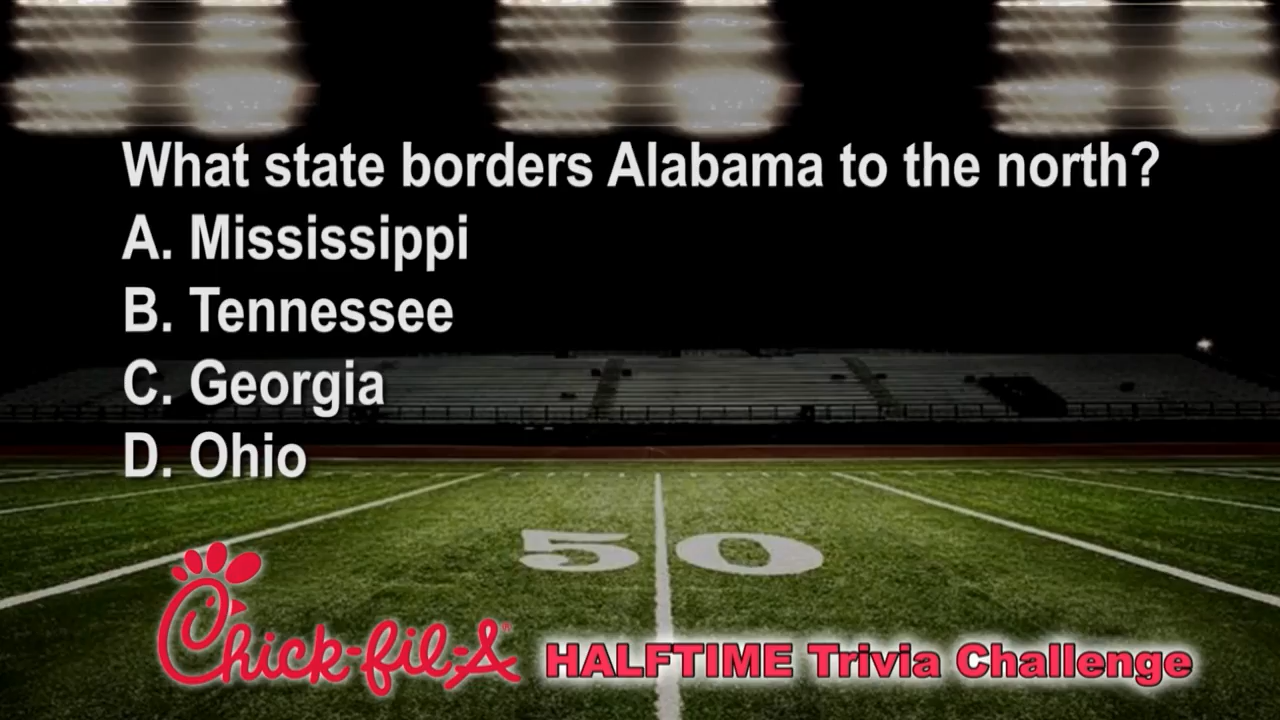 What state borders Alabama to the north?
A. Mississippi
B. Tennessee
C. Georgia
D. Ohio
50
Chick-fil-A
HALFTIME Trivia Challenge